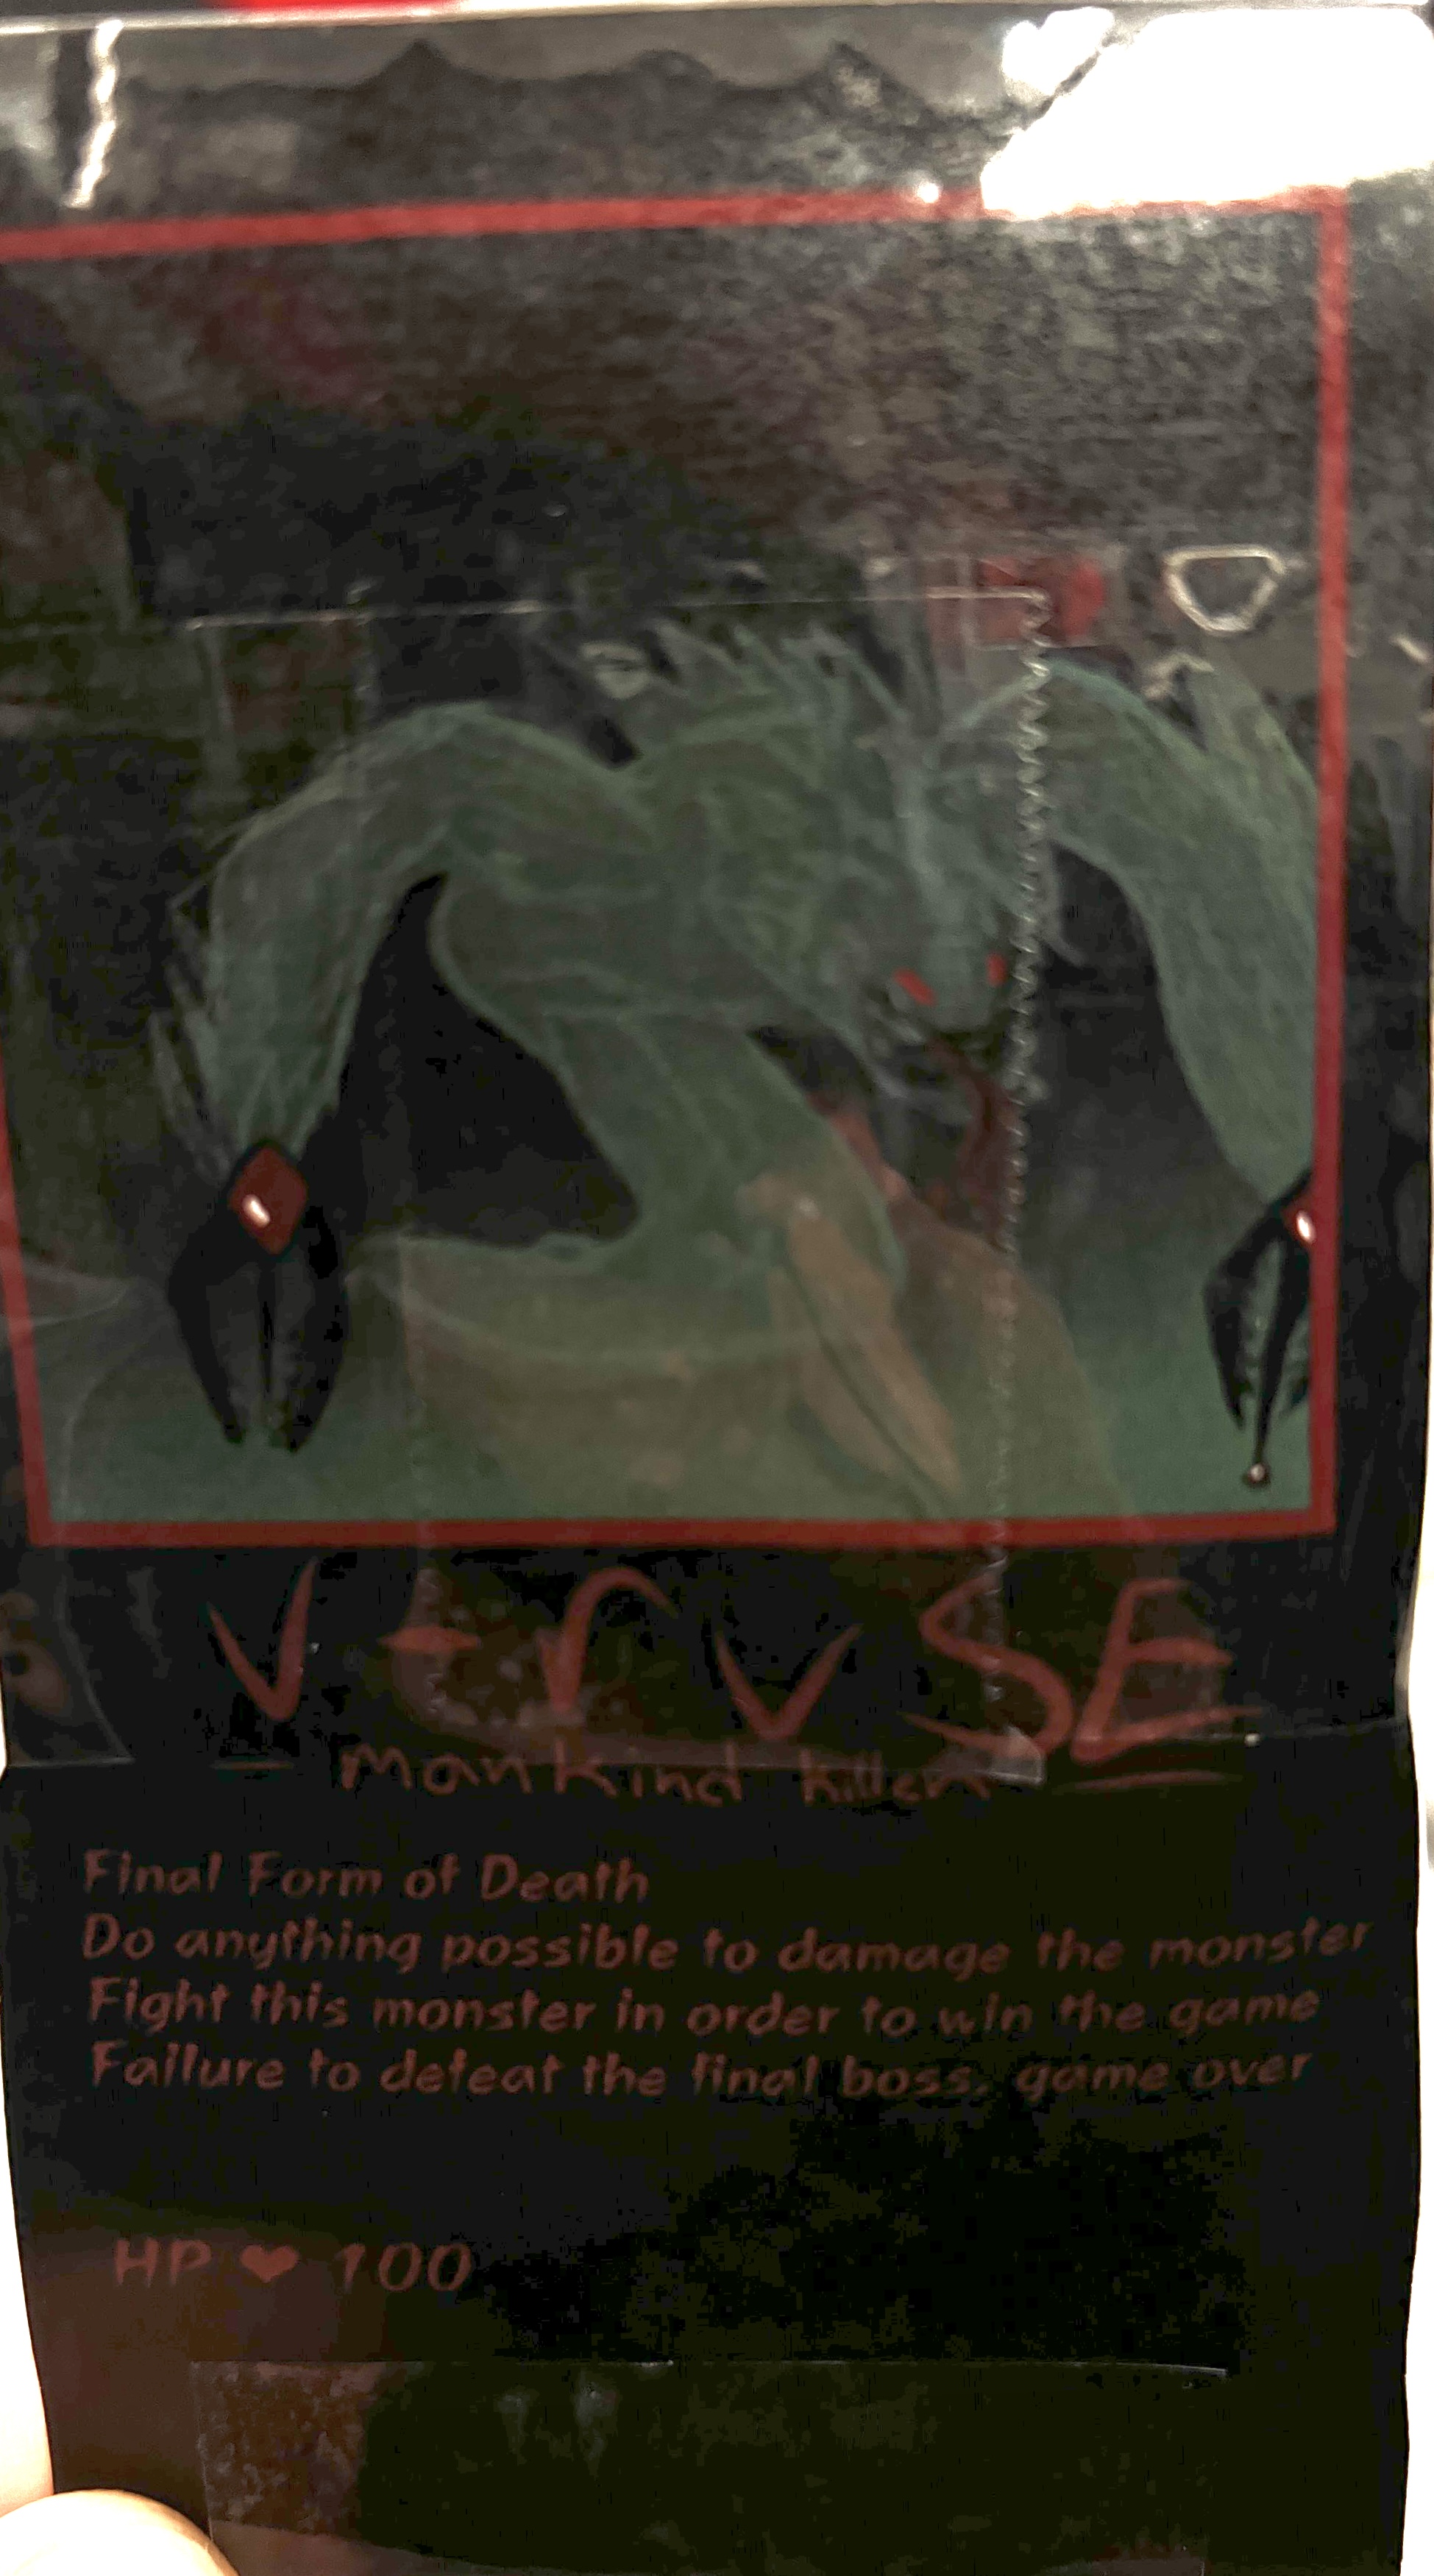 V-rVSE
Mankind killer
Final Form of Death
Do anything possible to damage the monster
Fight this monster in order to win the game
Failure to defeat the final boss, game over
HP ❤ 100